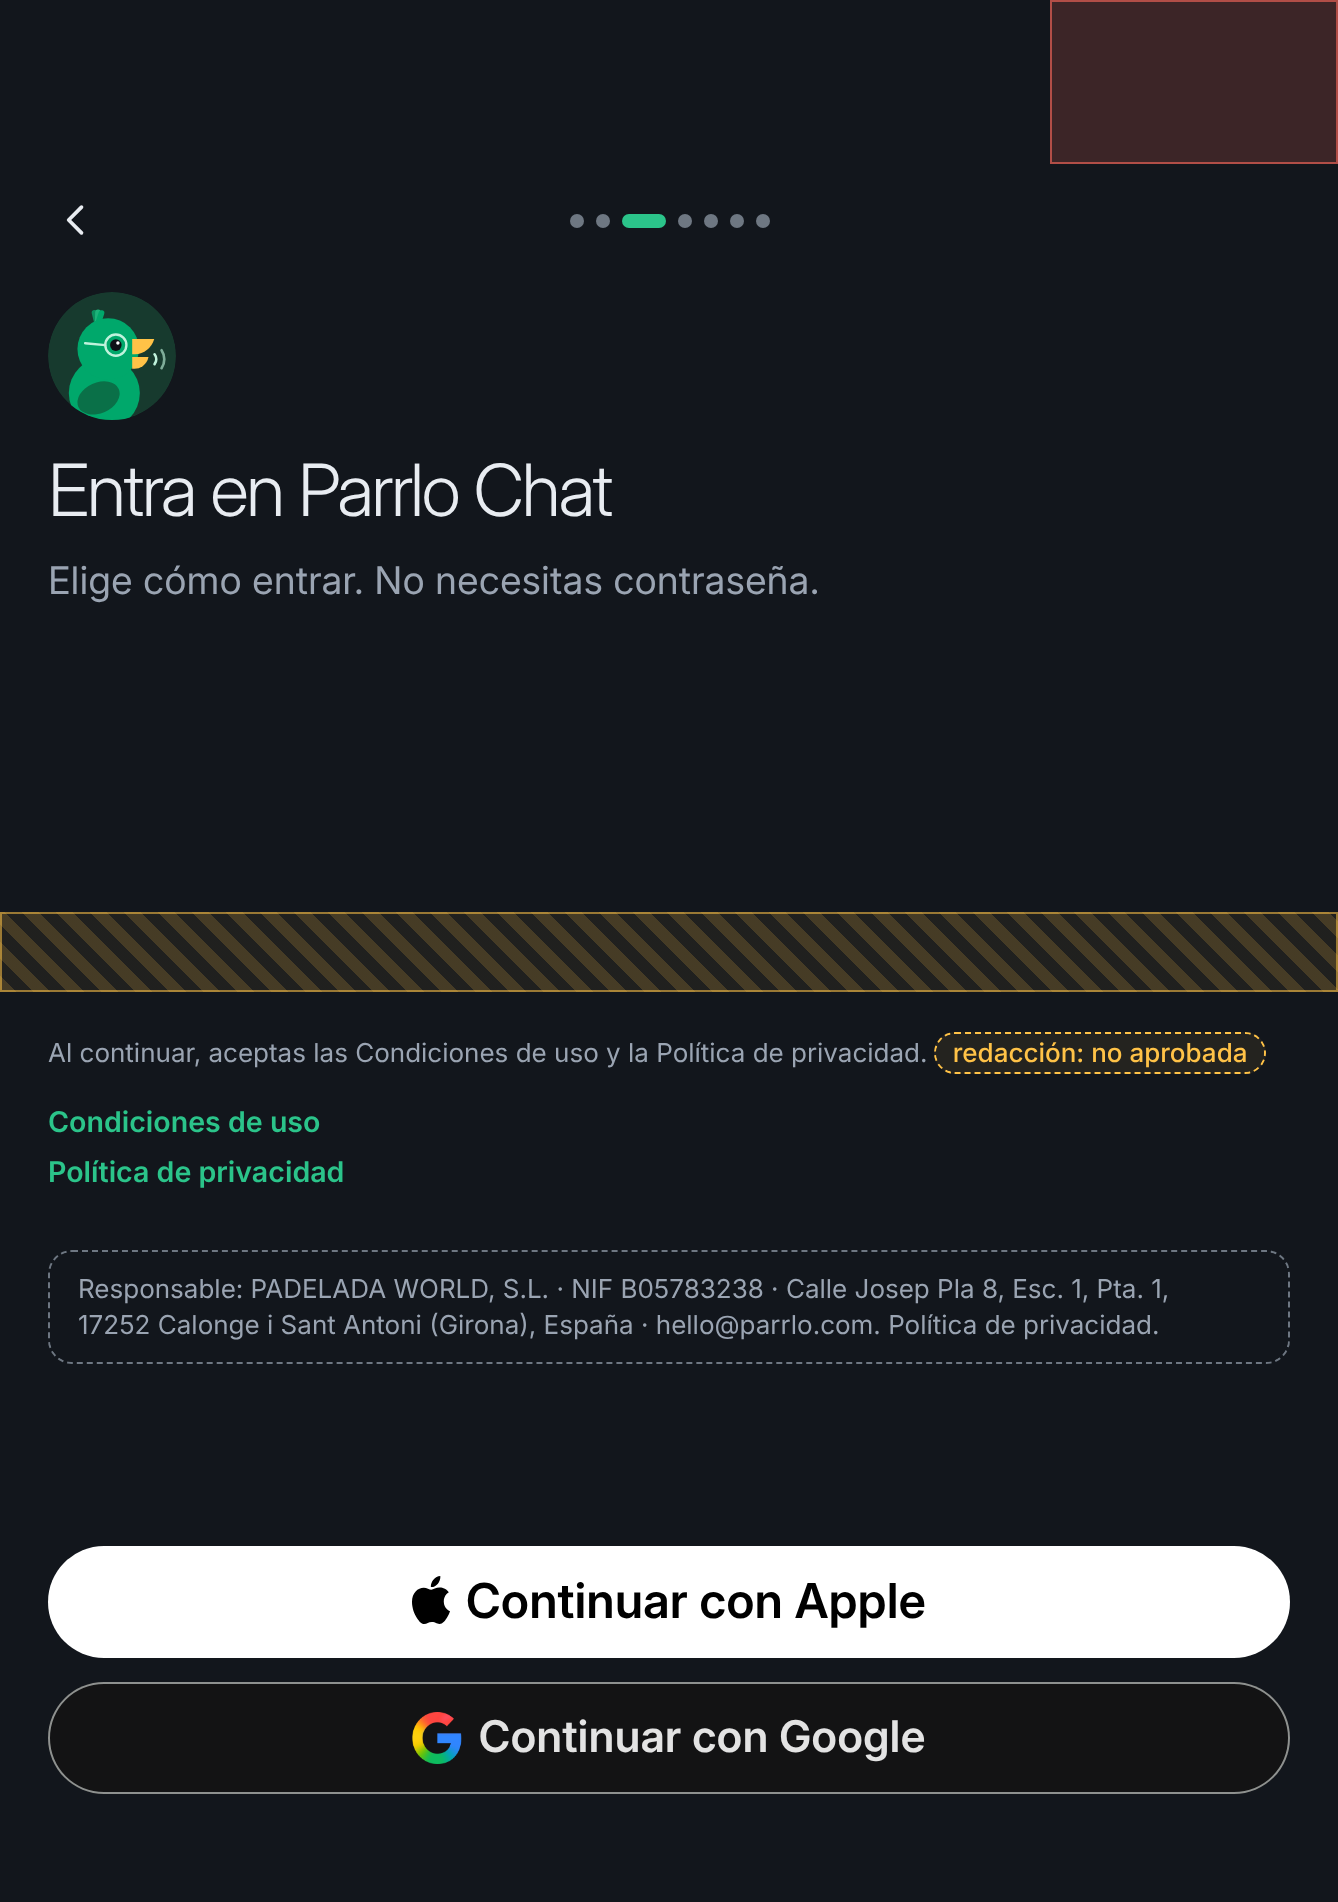 Entra en Parrlo Chat
Elige cómo entrar. No necesitas contraseña.
Al continuar, aceptas las Condiciones de uso y la Política de privacidad. redacción: no aprobada
Condiciones de uso
Política de privacidad
Responsable: PADELADA WORLD, S.L. · NIF B05783238 · Calle Josep Pla 8, Esc. 1, Pta. 1,
17252 Calonge i Sant Antoni (Girona), España · hello@parrlo.com. Política de privacidad.
Continuar con Apple
Continuar con Google